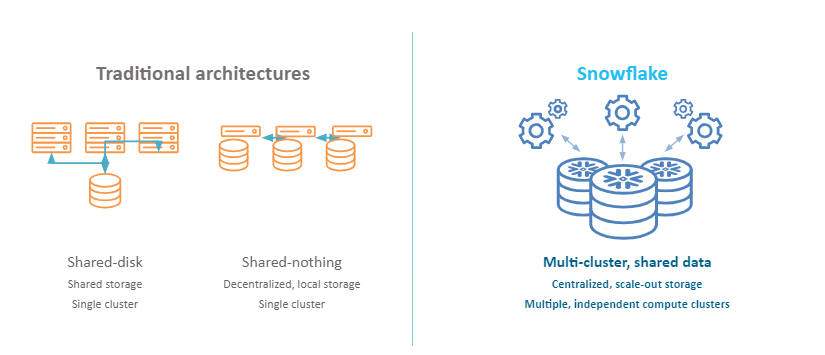 Traditional architectures
Shared-disk
Shared storage
Single cluster
Shared-nothing
Decentralized, local storage
Single cluster
Snowflake
Multi-cluster, shared data
Centralized, scale-out storage
Multiple, independent compute clusters